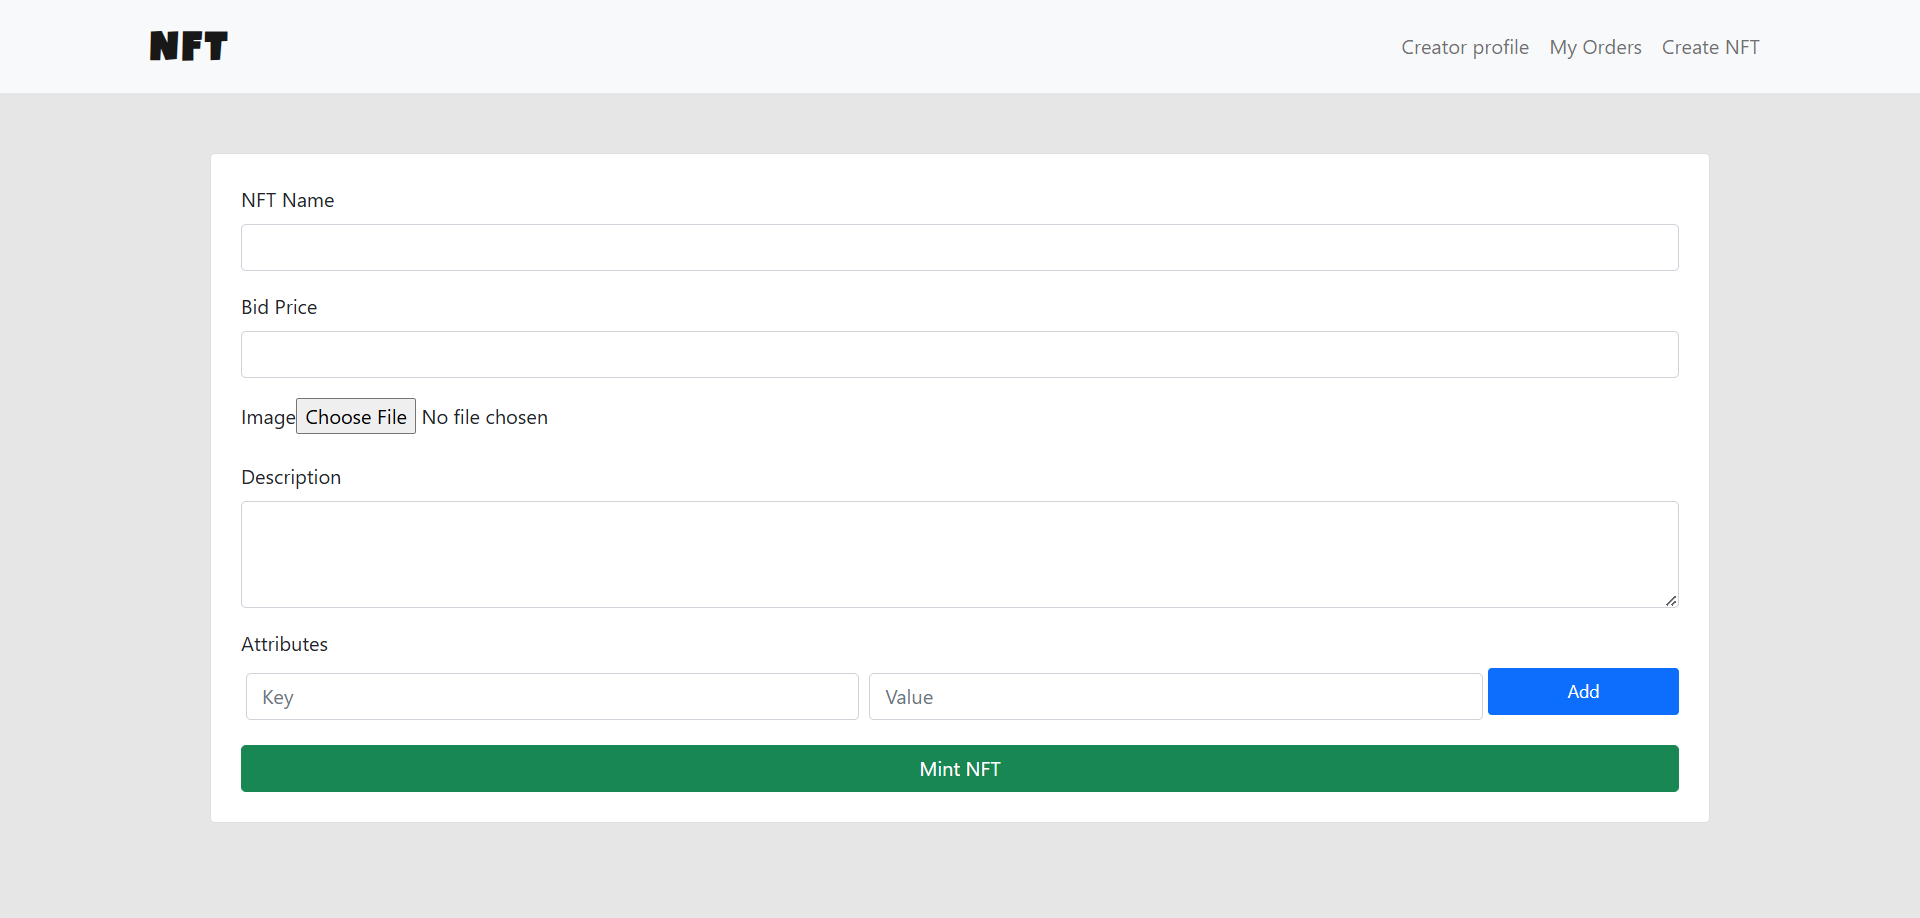 NFT
Creator profile My Orders Create NFT
NFT Name
Bid Price
Image Choose File No file chosen
Description
Attributes
Key Value Add
Mint NFT